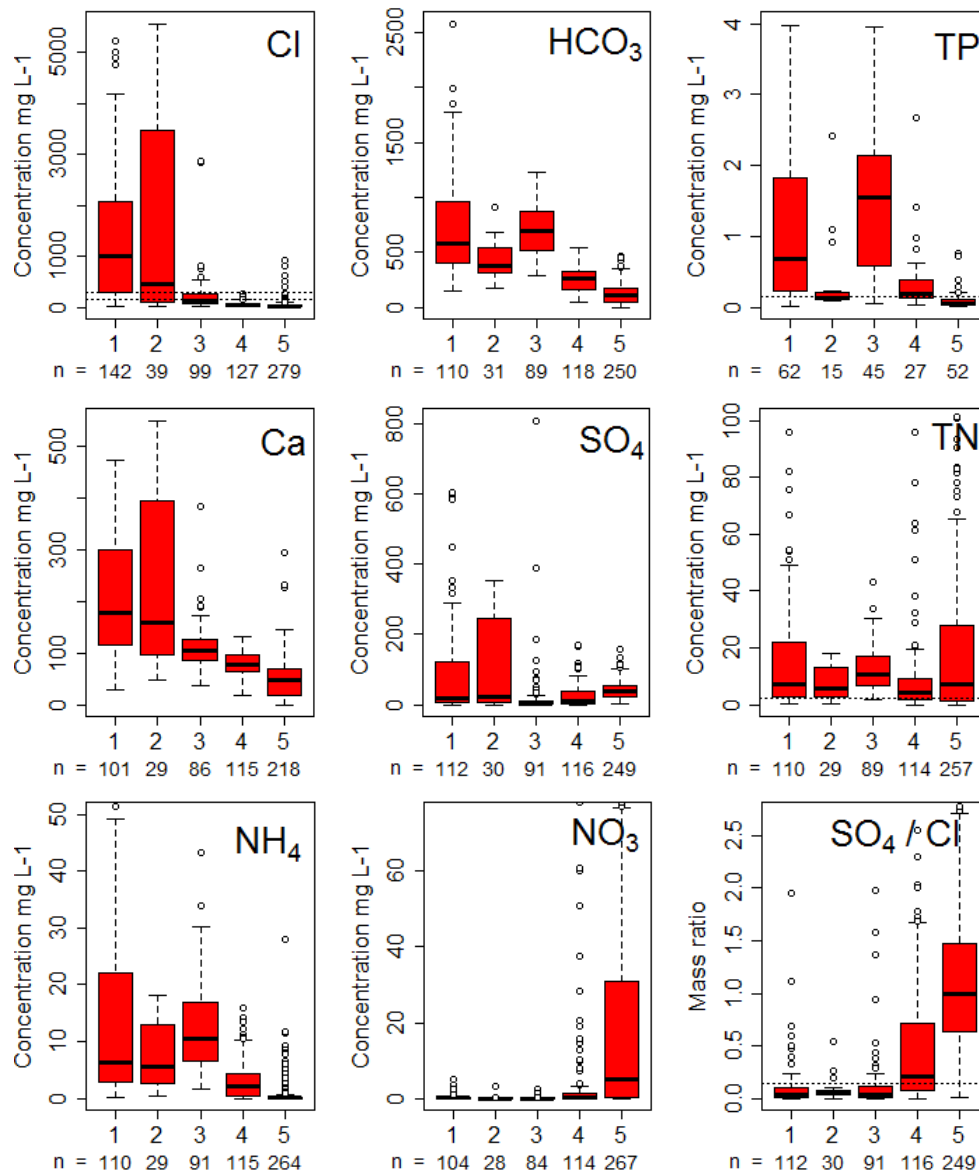 Cl HCO₃ TP
Concentration mg L-1 Concentration mg L-1 Concentration mg L-1
5000 2500 4
3000 1500 3
1000 500 2
0 0 1
0
1 2 3 4 5 1 2 3 4 5 1 2 3 4 5
n = 142 39 99 127 279 n = 110 31 89 118 250 n = 62 15 45 27 52
Ca SO₄ TN
Concentration mg L-1 Concentration mg L-1 Concentration mg L-1
500 800 100
300 600 80
100 400 60
0 200 40
0 20
0
1 2 3 4 5 1 2 3 4 5 1 2 3 4 5
n = 101 29 86 115 218 n = 112 30 91 116 249 n = 110 29 89 114 257
NH₄ NO₃ SO₄ / Cl
Concentration mg L-1 Concentration mg L-1 Mass ratio
50 60 2.5
40 40 2.0
30 20 1.5
20 0 1.0
10 0.5
0 0.0
1 2 3 4 5 1 2 3 4 5 1 2 3 4 5
n = 110 29 91 115 264 n = 104 28 84 114 267 n = 112 30 91 116 249